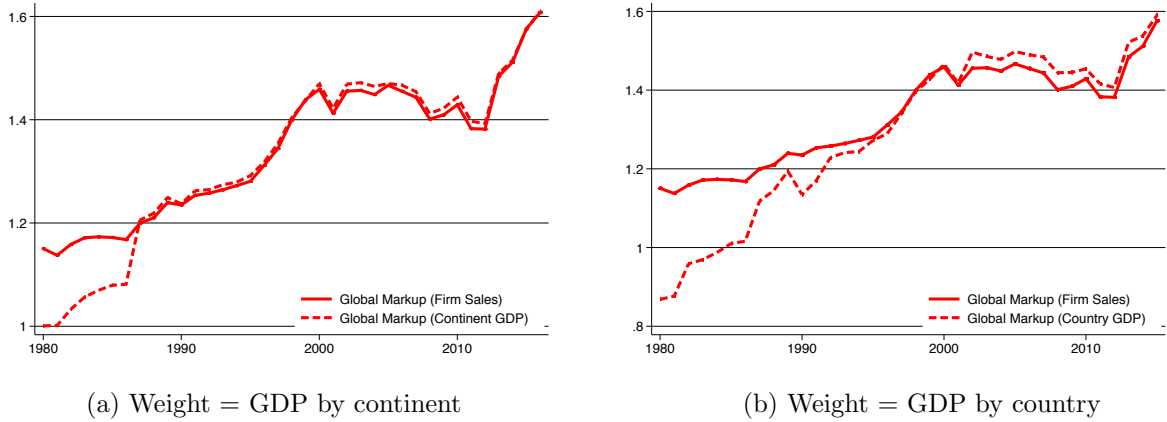 1.6
1.4
1.2
1
1980
1990
2000
2010
Global Markup (Firm Sales)
Global Markup (Continent GDP)
(a) Weight = GDP by continent
1.6
1.4
1.2
1
.8
1980
1990
2000
2010
Global Markup (Firm Sales)
Global Markup (Country GDP)
(b) Weight = GDP by country